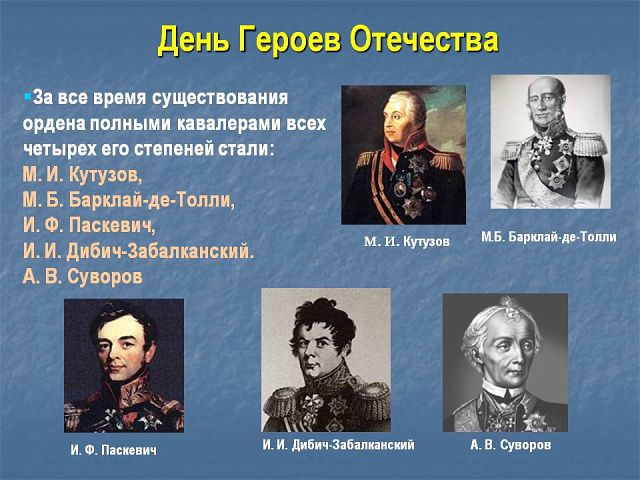 День Героев Отечества
▪За все время существования
ордена полными кавалерами всех
четырех его степеней стали:
М. И. Кутузов,
М. Б. Барклай-де-Толли,
И. Ф. Паскевич,
И. И. Дибич-Забалканский.
А. В. Суворов
М. И. Кутузов
М.Б. Барклай-де-Толли
И. Ф. Паскевич
И. И. Дибич-Забалканский
А. В. Суворов